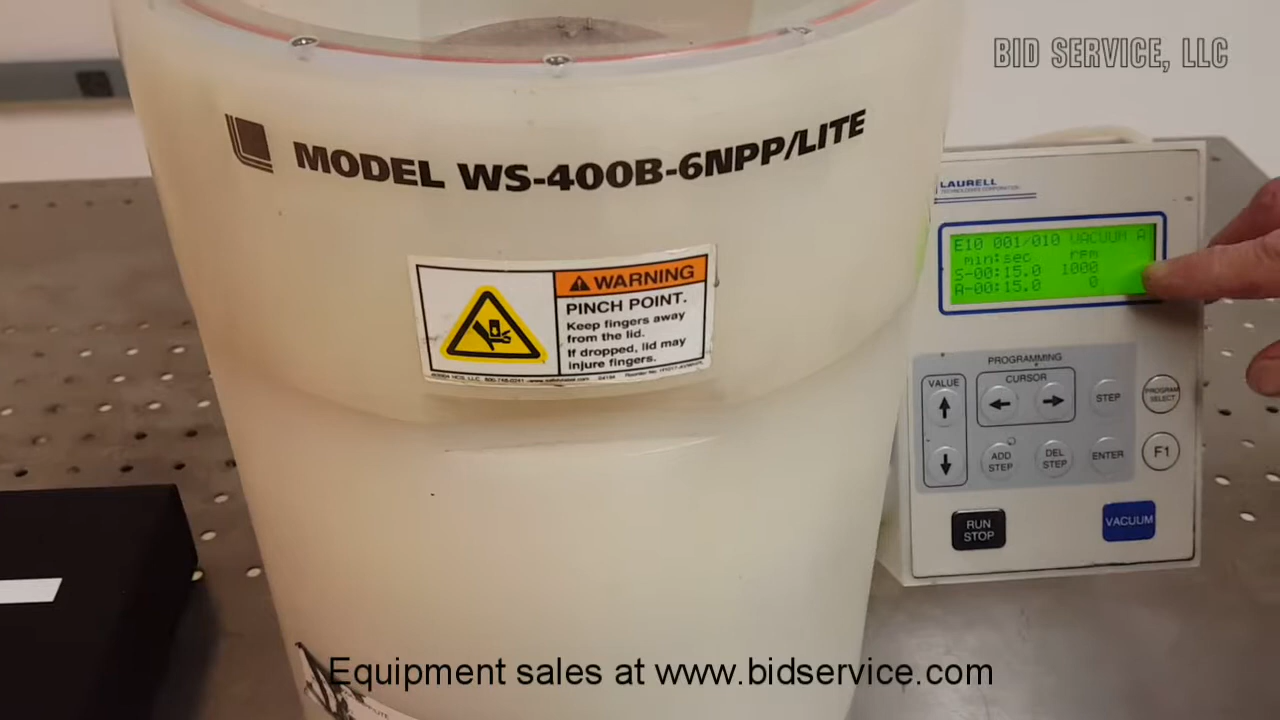 BID SERVICE, LLC
MODEL WS-400B-6NPP/LITE
LAURELL
TECHNOLOGIES CORPORATION
E10 001/010 VACUUM
min:sec rpm
S-00:15.0 1000
A-00:15.0 0
WARNING
PINCH POINT.
Keep fingers away
from the lid.
If dropped, lid may
injure fingers.
PROGRAMMING
VALUE
CURSOR
STEP
PROGRAM
SELECT
ADD
STEP
DEL
STEP
ENTER
F1
RUN
STOP
VACUUM
Equipment sales at www.bidservice.com